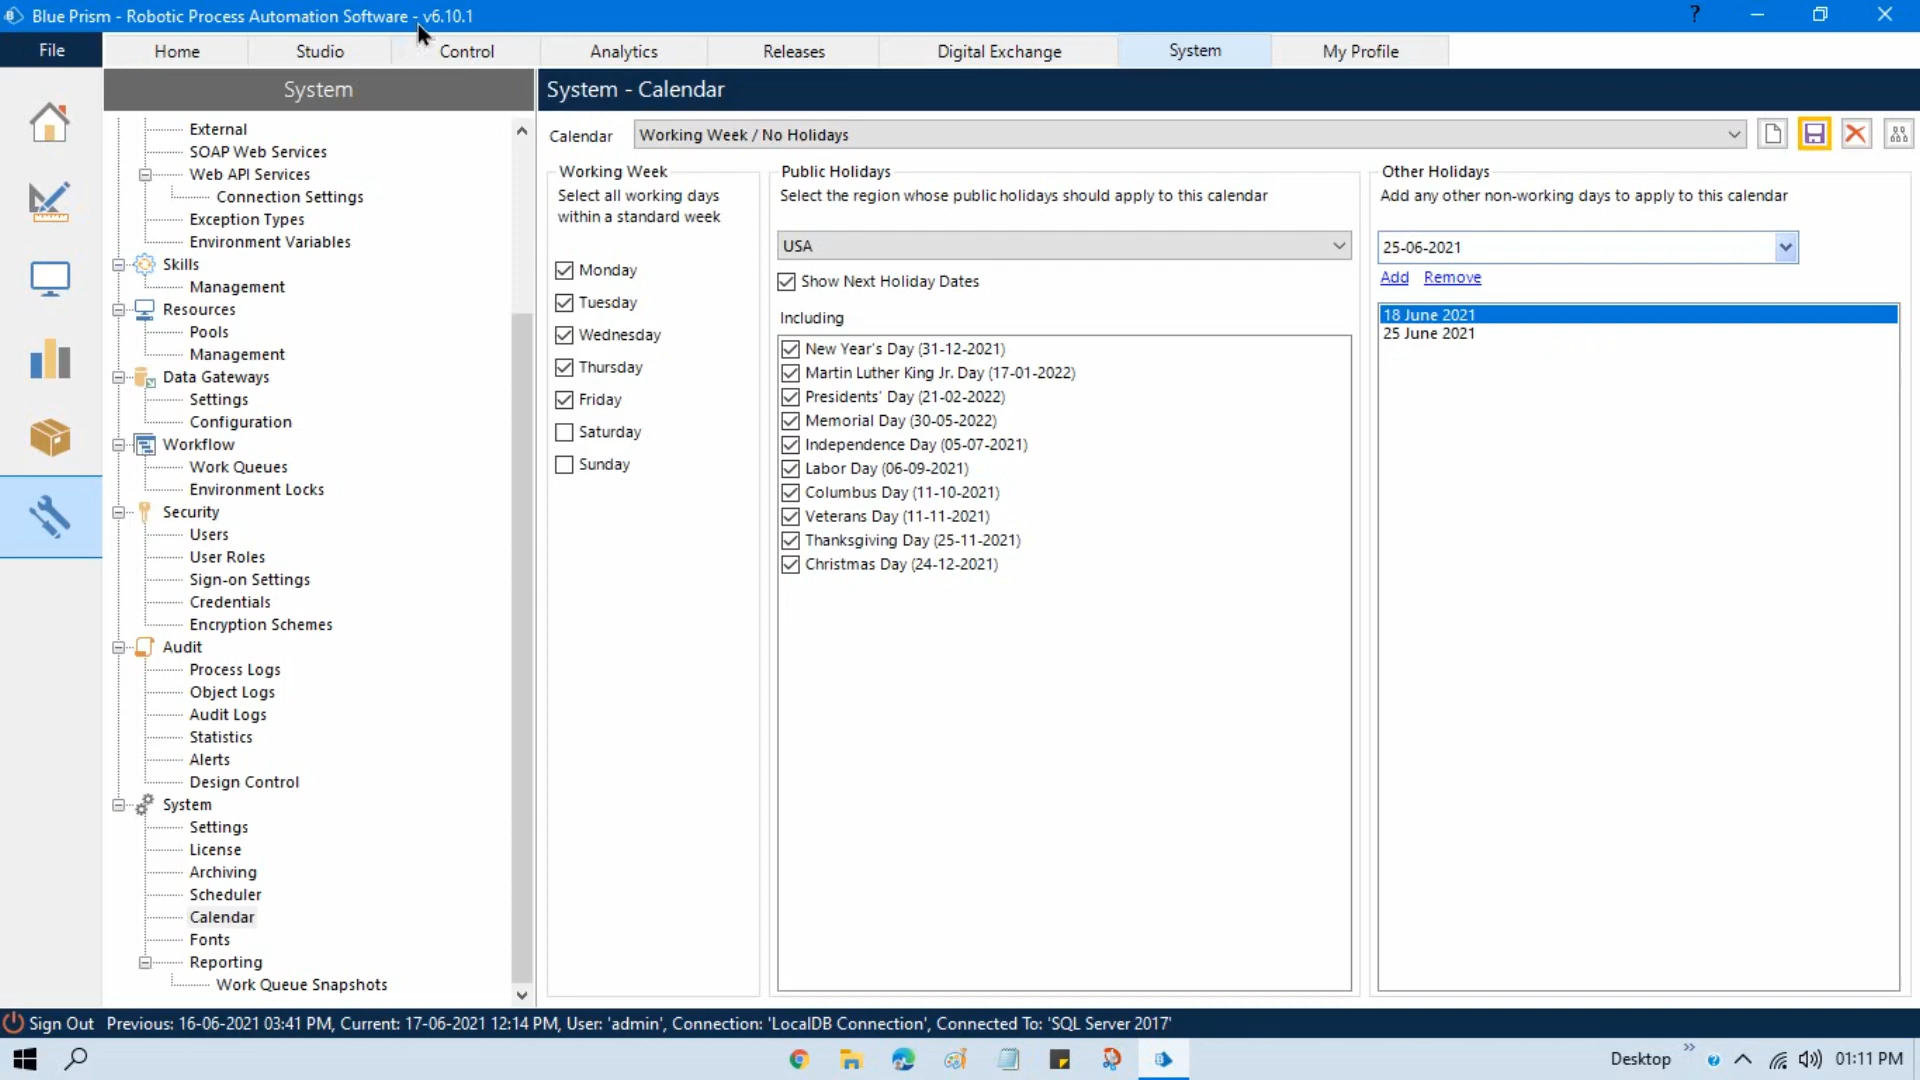 Blue Prism - Robotic Process Automation Software - v6.10.1
?
File
Home
Studio
Control
Analytics
Releases
Digital Exchange
System
My Profile
System
External
SOAP Web Services
Web API Services
Connection Settings
Exception Types
Environment Variables
Skills
Management
Resources
Pools
Management
Data Gateways
Settings
Configuration
Workflow
Work Queues
Environment Locks
Security
Users
User Roles
Sign-on Settings
Credentials
Encryption Schemes
Audit
Process Logs
Object Logs
Audit Logs
Statistics
Alerts
Design Control
System
Settings
License
Archiving
Scheduler
Calendar
Fonts
Reporting
Work Queue Snapshots
System - Calendar
Calendar
Working Week / No Holidays
Working Week
Select all working days
within a standard week
Monday
Tuesday
Wednesday
Thursday
Friday
Saturday
Sunday
Public Holidays
Select the region whose public holidays should apply to this calendar
USA
Show Next Holiday Dates
Including
New Year's Day (31-12-2021)
Martin Luther King Jr. Day (17-01-2022)
Presidents' Day (21-02-2022)
Memorial Day (30-05-2022)
Independence Day (05-07-2021)
Labor Day (06-09-2021)
Columbus Day (11-10-2021)
Veterans Day (11-11-2021)
Thanksgiving Day (25-11-2021)
Christmas Day (24-12-2021)
Other Holidays
Add any other non-working days to apply to this calendar
25-06-2021
Add Remove
18 June 2021
25 June 2021
Sign Out Previous: 16-06-2021 03:41 PM, Current: 17-06-2021 12:14 PM, User: 'admin', Connection: 'LocalDB Connection', Connected To: 'SQL Server 2017'
Desktop
01:11 PM